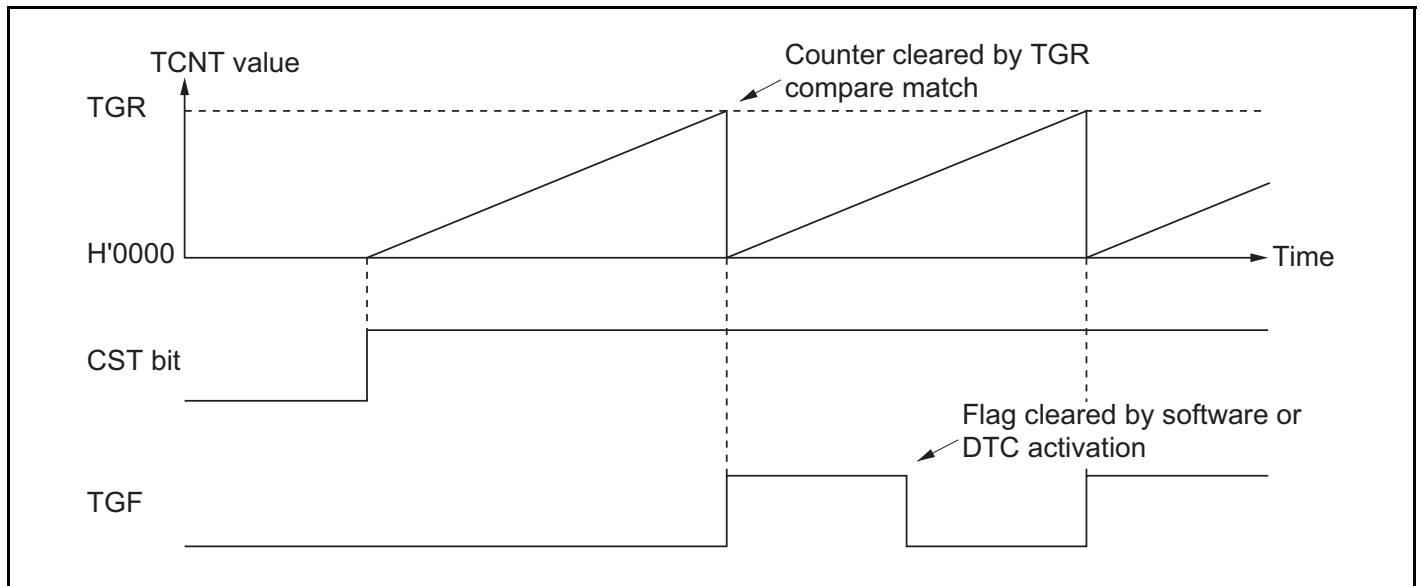 TCNT value
Counter cleared by TGR
compare match
TGR
H'0000
Time
CST bit
Flag cleared by software or
DTC activation
TGF